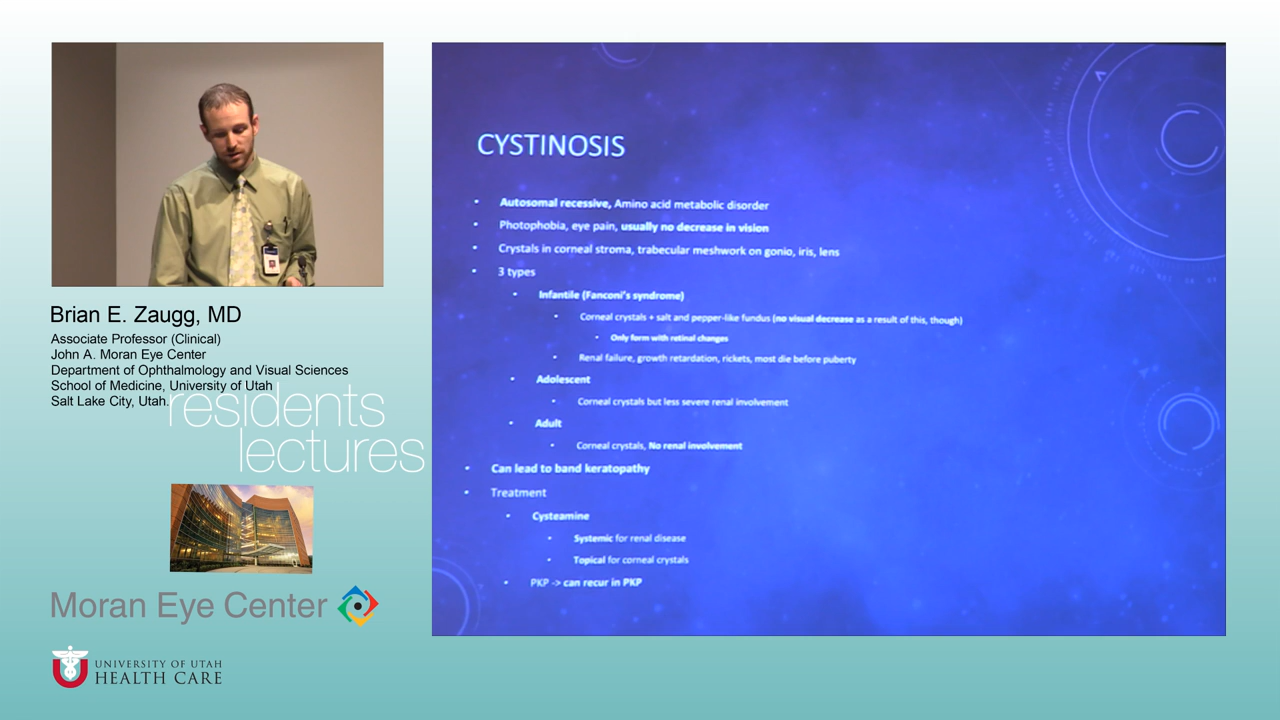 Brian E. Zaugg, MD
Associate Professor (Clinical)
John A. Moran Eye Center
Department of Ophthalmology and Visual Sciences
School of Medicine, University of Utah
Salt Lake City, Utah.
residents
lectures
Moran Eye Center
UNIVERSITY OF UTAH
HEALTH CARE
CYSTINOSIS
• Autosomal recessive, Amino acid metabolic disorder
• Photophobia, eye pain, usually no decrease in vision
• Crystals in corneal stroma, trabecular meshwork on gonio, iris, lens
• 3 types
• Infantile (Fanconi's syndrome)
• Corneal crystals + salt and pepper-like fundus (no visual decrease as a result of this, though)
• Only form with retinal changes
• Renal failure, growth retardation, rickets, most die before puberty
• Adolescent
• Corneal crystals but less severe renal involvement
• Adult
• Corneal crystals, No renal involvement
• Can lead to band keratopathy
• Treatment
• Cysteamine
• Systemic for renal disease
• Topical for corneal crystals
• PKP -> can recur in PKP